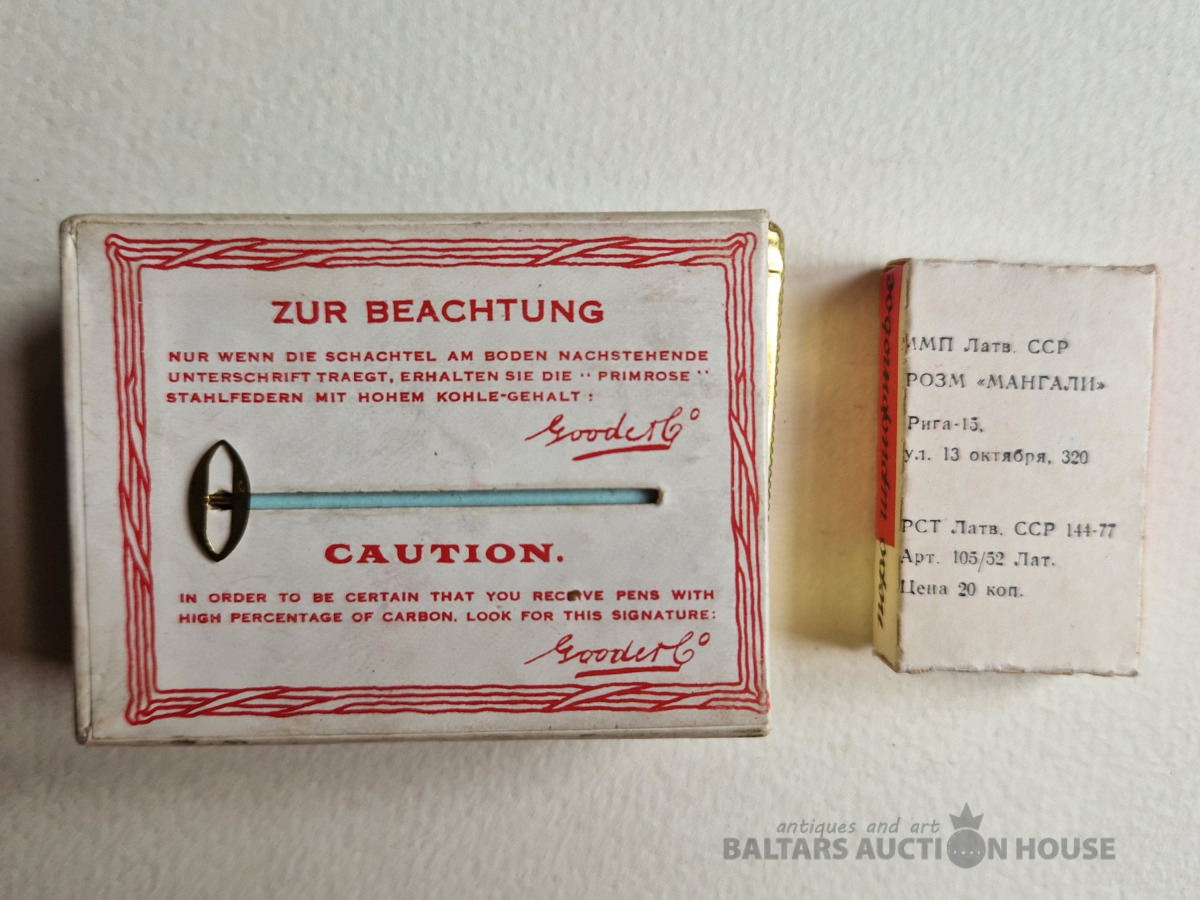 ZUR BEACHTUNG
NUR WENN DIE SCHACHTEL AM BODEN NACHSTEHENDE
UNTERSCHRIFT TRAEGT, ERHALTEN SIE DIE “ PRIMROSE ”
STAHLFEDERN MIT HOHEM KOHLE-GEHALT :
CAUTION.
IN ORDER TO BE CERTAIN THAT YOU RECEIVE PENS WITH
HIGH PERCENTAGE OF CARBON, LOOK FOR THIS SIGNATURE:
ММП Латв. ССР
РОЗМ «МАНГАЛИ»
Рига-15,
ул. 13 октября, 320
РСТ Латв. ССР 144-77
Арт. 105/52 Лат.
Цена 20 коп.
antiques and art
BALTARS AUCTION HOUSE